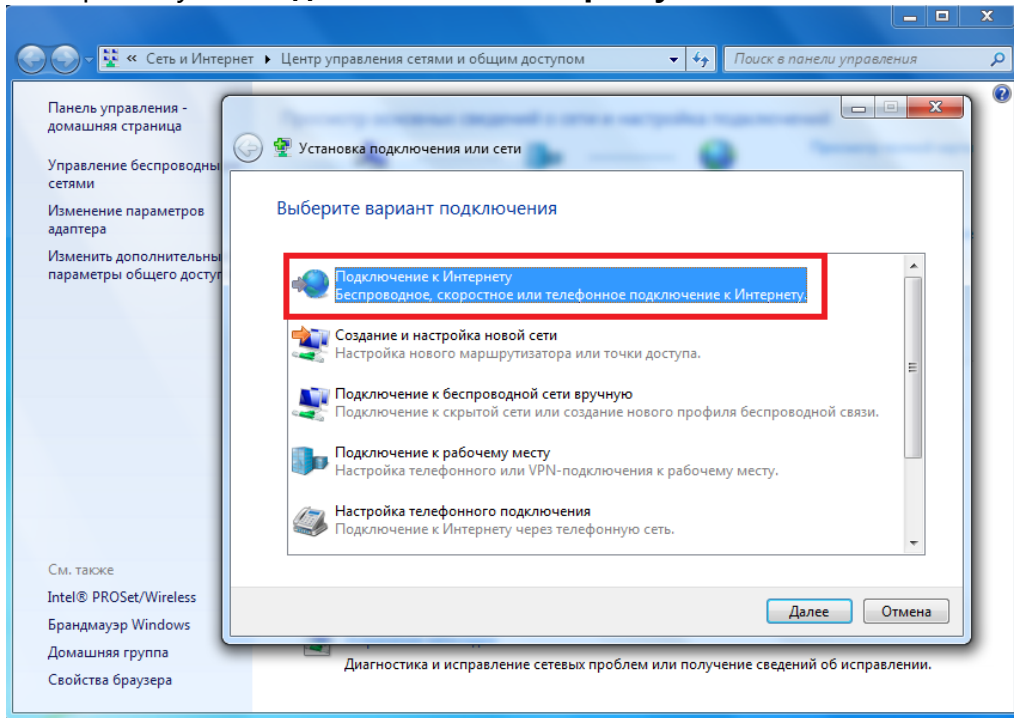 « Сеть и Интернет ▸ Центр управления сетями и общим доступом
Поиск в панели управления
Панель управления -
домашняя страница
Управление беспроводны
сетями
Изменение параметров
адаптера
Изменить дополнительны
параметры общего доступ
См. также
Intel® PROSet/Wireless
Брандмауэр Windows
Домашняя группа
Свойства браузера
Установка подключения или сети
Выберите вариант подключения
Подключение к Интернету
Беспроводное, скоростное или телефонное подключение к Интернету.
Создание и настройка новой сети
Настройка нового маршрутизатора или точки доступа.
Подключение к беспроводной сети вручную
Подключение к скрытой сети или создание нового профиля беспроводной связи.
Подключение к рабочему месту
Настройка телефонного или VPN-подключения к рабочему месту.
Настройка телефонного подключения
Подключение к Интернету через телефонную сеть.
Далее
Отмена
Диагностика и исправление сетевых проблем или получение сведений об исправлении.